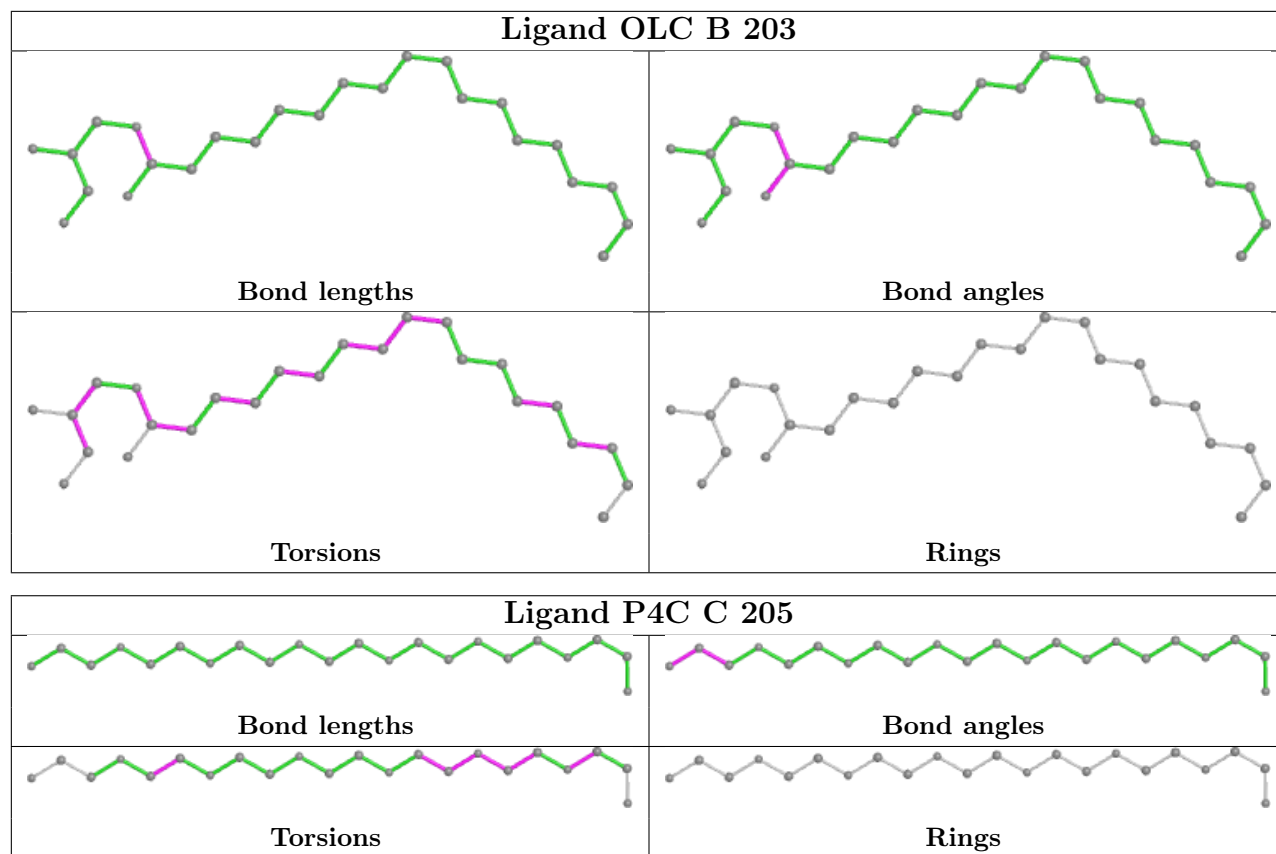 Ligand OLC B 203
Bond lengths
Bond angles
Torsions
Rings
Ligand P4C C 205
Bond lengths
Bond angles
Torsions
Rings